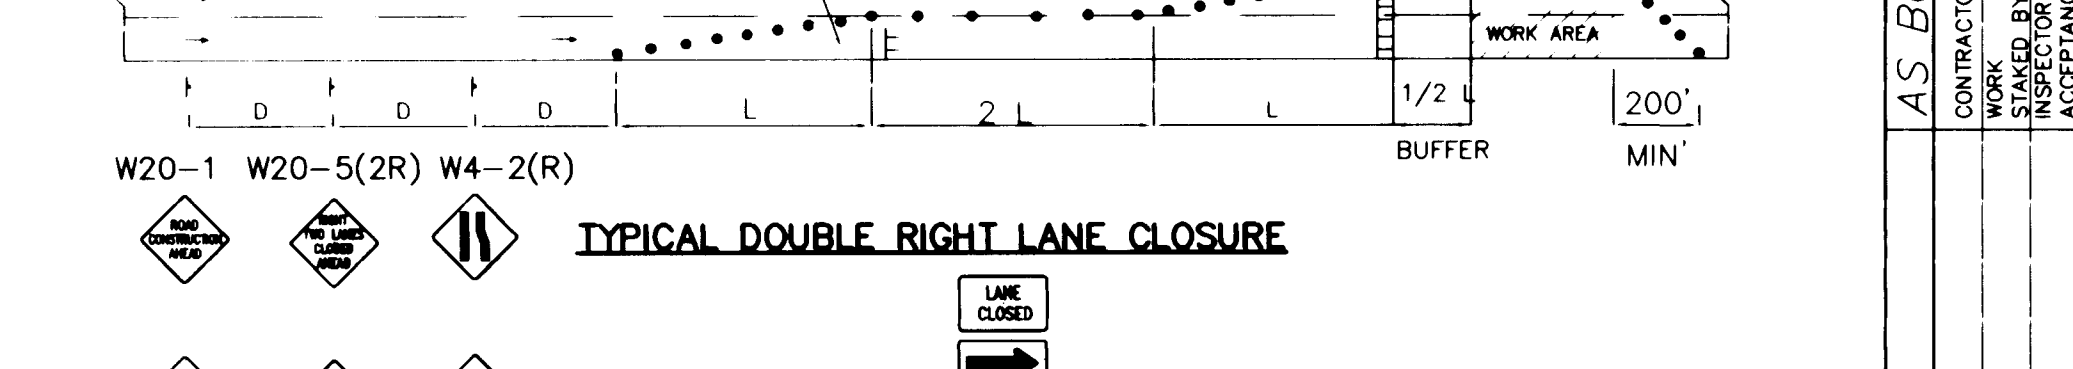 WORK AREA
D D D L 2 L L 1/2 L 200'
BUFFER MIN'
W20-1 W20-5(2R) W4-2(R)
ROAD
CONSTRUCTION
AHEAD
RIGHT
TWO LANES
CLOSED
AHEAD
TYPICAL DOUBLE RIGHT LANE CLOSURE
LANE
CLOSED
AS
CONTRACTO
WORK
STAKED BY
INSPECTOR
ACCEPTANC